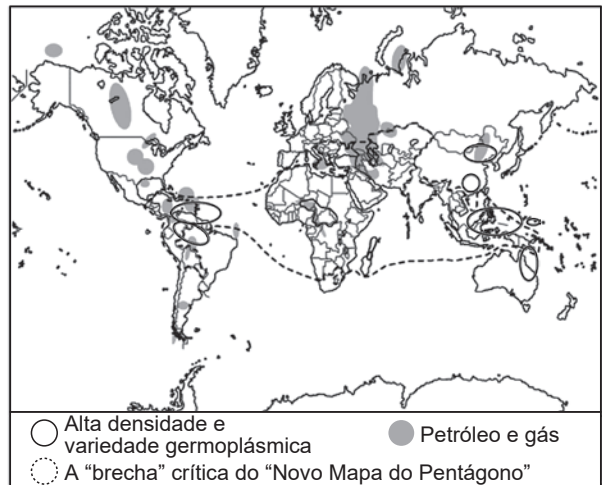 Alta densidade e
variedade germoplásmica
Petróleo e gás
A “brecha” crítica do “Novo Mapa do Pentágono”